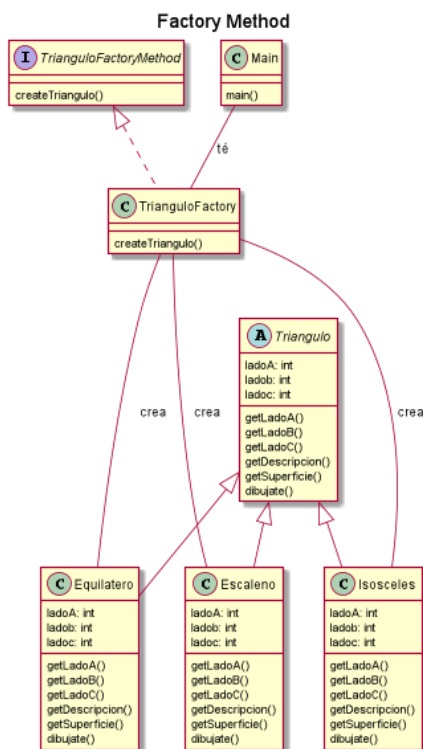 Factory Method
I TrianguloFactoryMethod
createTriangulo()
C Main
main()
té
C TrianguloFactory
createTriangulo()
A Triangulo
ladoA: int
ladob: int
ladoc: int
getLadoA()
getLadoB()
getLadoC()
getDescripcion()
getSuperficie()
dibujate()
crea
crea
crea
C Equilatero
ladoA: int
ladob: int
ladoc: int
getLadoA()
getLadoB()
getLadoC()
getDescripcion()
getSuperficie()
dibujate()
C Escaleno
ladoA: int
ladob: int
ladoc: int
getLadoA()
getLadoB()
getLadoC()
getDescripcion()
getSuperficie()
dibujate()
C Isosceles
ladoA: int
ladob: int
ladoc: int
getLadoA()
getLadoB()
getLadoC()
getDescripcion()
getSuperficie()
dibujate()